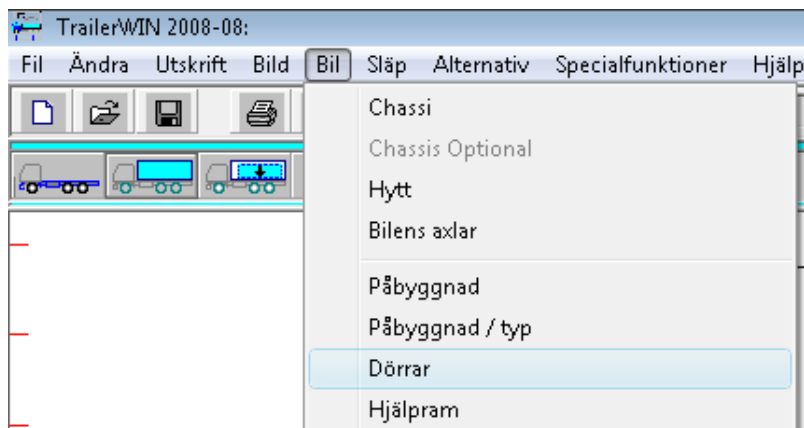 TrailerWIN 2008-08:
Fil Ändra Utskrift Bild Bil Släp Alternativ Specialfunktioner Hjälp
Chassi
Chassis Optional
Hytt
Bilens axlar
Påbyggnad
Påbyggnad / typ
Dörrar
Hjälpram